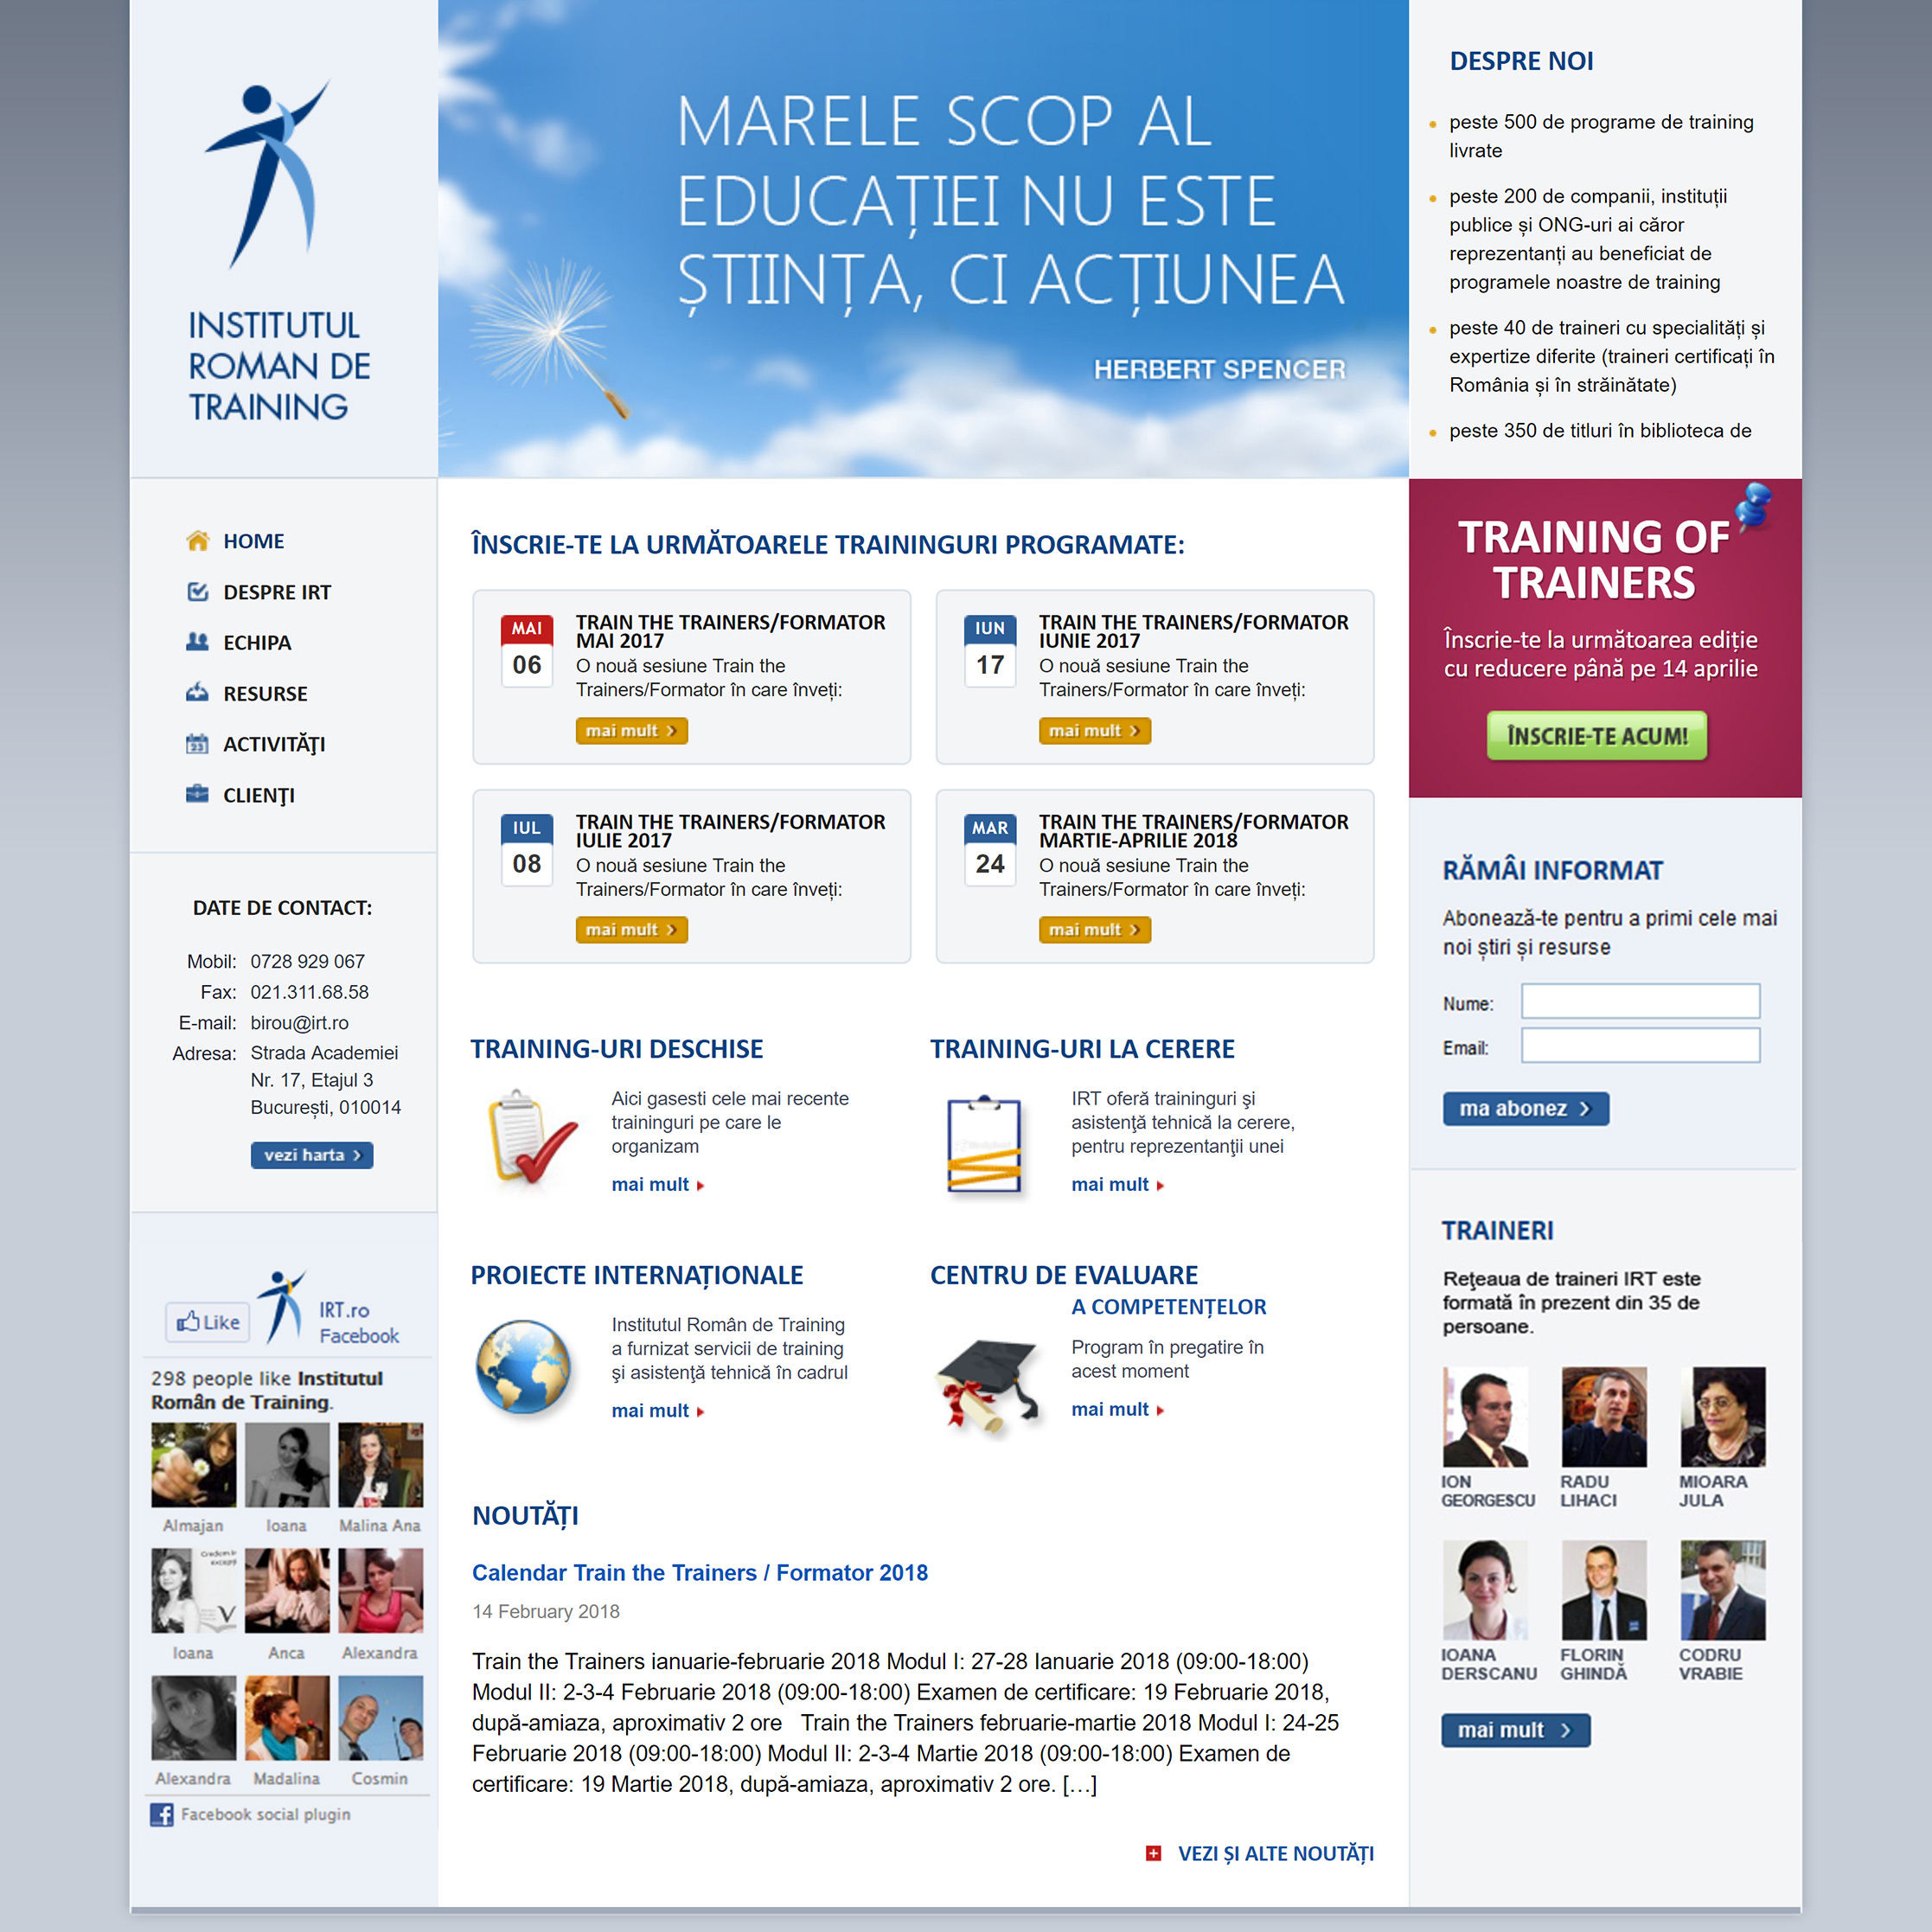 INSTITUTUL
ROMAN DE
TRAINING
MARELE SCOP AL
EDUCAȚIEI NU ESTE
ȘTIINȚA, CI ACȚIUNEA
HERBERT SPENCER
DESPRE NOI
peste 500 de programe de training
livrate
peste 200 de companii, instituții
publice și ONG-uri ai căror
reprezentanți au beneficiat de
programele noastre de training
peste 40 de traineri cu specialități și
expertize diferite (traineri certificați în
România și în străinătate)
peste 350 de titluri în biblioteca de
HOME
DESPRE IRT
ECHIPA
RESURSE
ACTIVITĂŢI
CLIENŢI
DATE DE CONTACT:
Mobil: 0728 929 067
Fax: 021.311.68.58
E-mail: birou@irt.ro
Adresa: Strada Academiei
Nr. 17, Etajul 3
București, 010014
vezi harta
Like
IRT.ro
Facebook
298 people like Institutul
Român de Training.
Almajan Ioana Malina Ana
Ioana Anca Alexandra
Alexandra Madalina Cosmin
Facebook social plugin
ÎNSCRIE-TE LA URMĂTOARELE TRAININGURI PROGRAMATE:
MAI
06
TRAIN THE TRAINERS/FORMATOR
MAI 2017
O nouă sesiune Train the
Trainers/Formator în care înveți:
mai mult
IUN
17
TRAIN THE TRAINERS/FORMATOR
IUNIE 2017
O nouă sesiune Train the
Trainers/Formator în care înveți:
mai mult
IUL
08
TRAIN THE TRAINERS/FORMATOR
IULIE 2017
O nouă sesiune Train the
Trainers/Formator în care înveți:
mai mult
MAR
24
TRAIN THE TRAINERS/FORMATOR
MARTIE-APRILIE 2018
O nouă sesiune Train the
Trainers/Formator în care înveți:
mai mult
TRAINING-URI DESCHISE
Aici gasesti cele mai recente
traininguri pe care le
organizam
mai mult
TRAINING-URI LA CERERE
IRT oferă traininguri şi
asistenţă tehnică la cerere,
pentru reprezentanţii unei
mai mult
PROIECTE INTERNAȚIONALE
Institutul Român de Training
a furnizat servicii de training
şi asistenţă tehnică în cadrul
mai mult
CENTRU DE EVALUARE
A COMPETENȚELOR
Program în pregatire în
acest moment
mai mult
NOUTĂȚI
Calendar Train the Trainers / Formator 2018
14 February 2018
Train the Trainers ianuarie-februarie 2018 Modul I: 27-28 Ianuarie 2018 (09:00-18:00)
Modul II: 2-3-4 Februarie 2018 (09:00-18:00) Examen de certificare: 19 Februarie 2018,
după-amiaza, aproximativ 2 ore   Train the Trainers februarie-martie 2018 Modul I: 24-25
Februarie 2018 (09:00-18:00) Modul II: 2-3-4 Martie 2018 (09:00-18:00) Examen de
certificare: 19 Martie 2018, după-amiaza, aproximativ 2 ore. […]
VEZI ȘI ALTE NOUTĂȚI
TRAINING OF
TRAINERS
Înscrie-te la următoarea ediție
cu reducere până pe 14 aprilie
ÎNSCRIE-TE ACUM!
RĂMÂI INFORMAT
Abonează-te pentru a primi cele mai
noi știri și resurse
Nume:
Email:
ma abonez
TRAINERI
Rețeaua de traineri IRT este
formată în prezent din 35 de
persoane.
ION
GEORGESCU
RADU
LIHACI
MIOARA
JULA
IOANA
DERSCANU
FLORIN
GHINDĂ
CODRU
VRABIE
mai mult